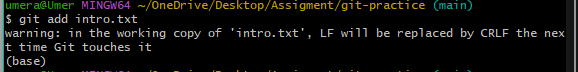 umera@Umer MINGW64 ~/OneDrive/Desktop/Assigment/git-practice (main)
$ git add intro.txt
warning: in the working copy of 'intro.txt', LF will be replaced by CRLF the nex
t time Git touches it
(base)